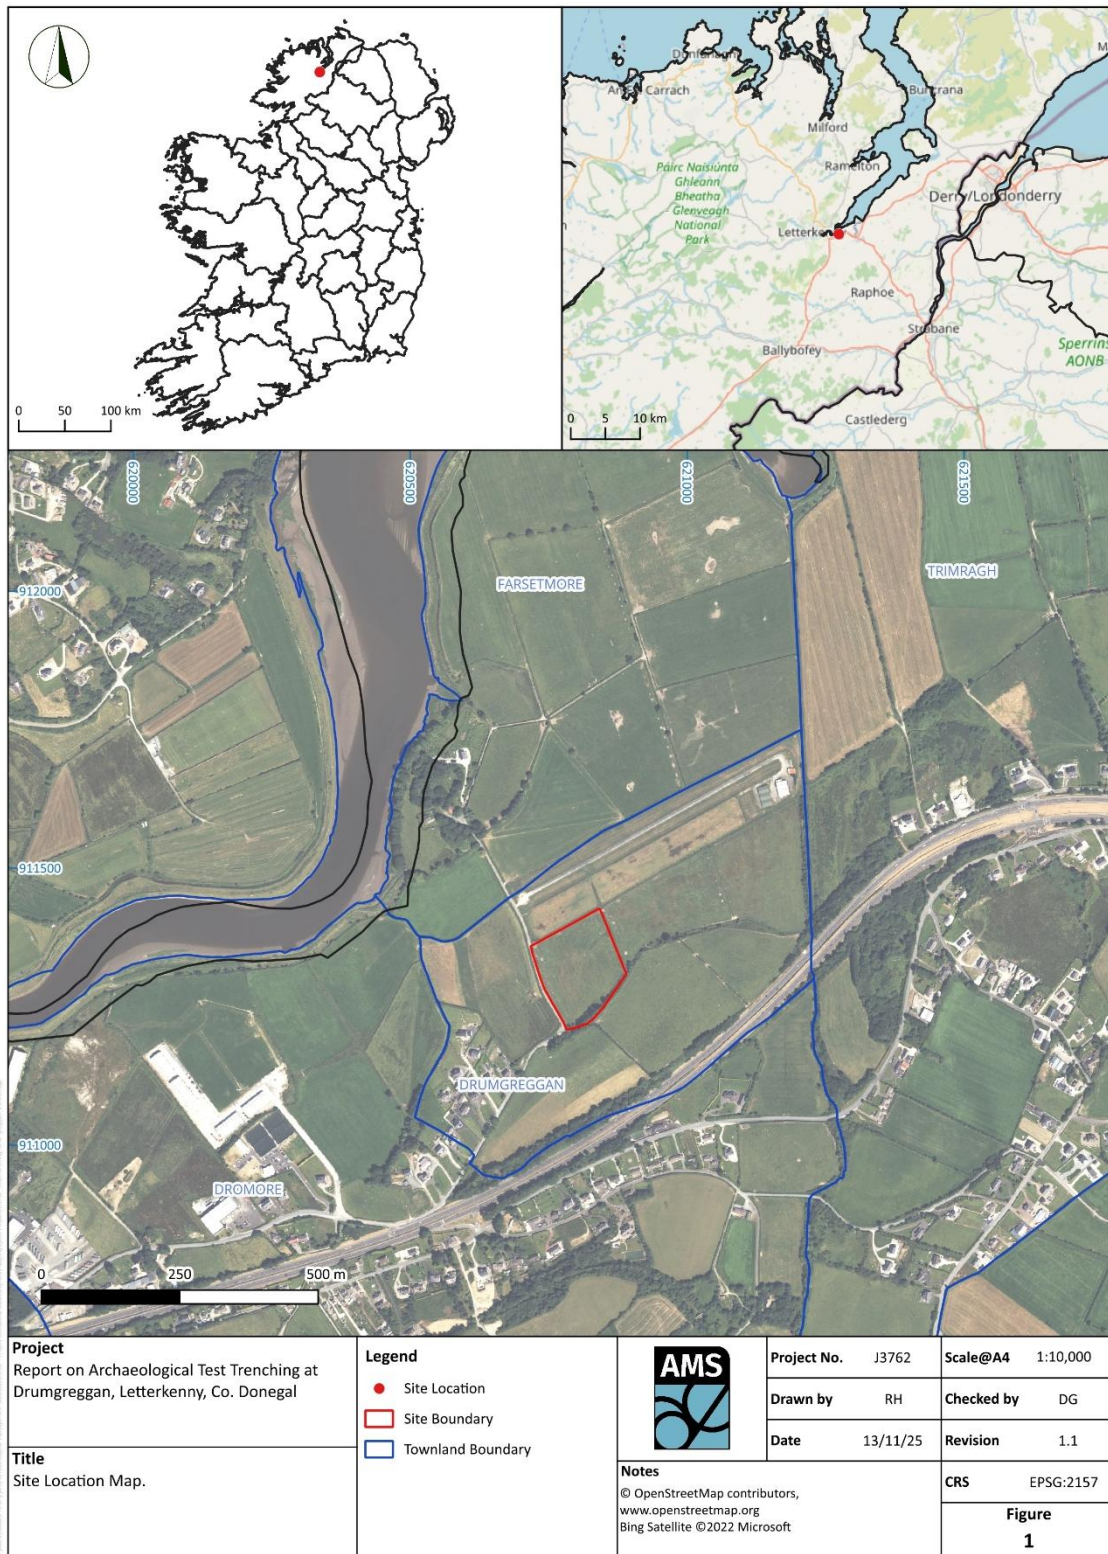 0 50 100 km
Dunfanaghy
An Carrach
Buncrana
Milford
Ramelton
Páirc Naisiúnta
Ghleann
Bheatha
Glenveagh
National
Park
Derry/Londonderry
Raphoe
Strabane
Ballybofey
Sperrins
AONB
Castlederg
0 5 10 km
620000
620500
621000
621500
912000
911500
911000
FARSETMORE
TRIMRAGH
DRUMGREGGAN
DROMORE
0 250 500 m
Project
Report on Archaeological Test Trenching at
Drumgreggan, Letterkenny, Co. Donegal
Title
Site Location Map.
Legend
Site Location
Site Boundary
Townland Boundary
AMS
Project No. J3762
Scale@A4 1:10,000
Drawn by RH
Checked by DG
Date 13/11/25
Revision 1.1
Notes
© OpenStreetMap contributors,
www.openstreetmap.org
Bing Satellite ©2022 Microsoft
CRS EPSG:2157
Figure
1